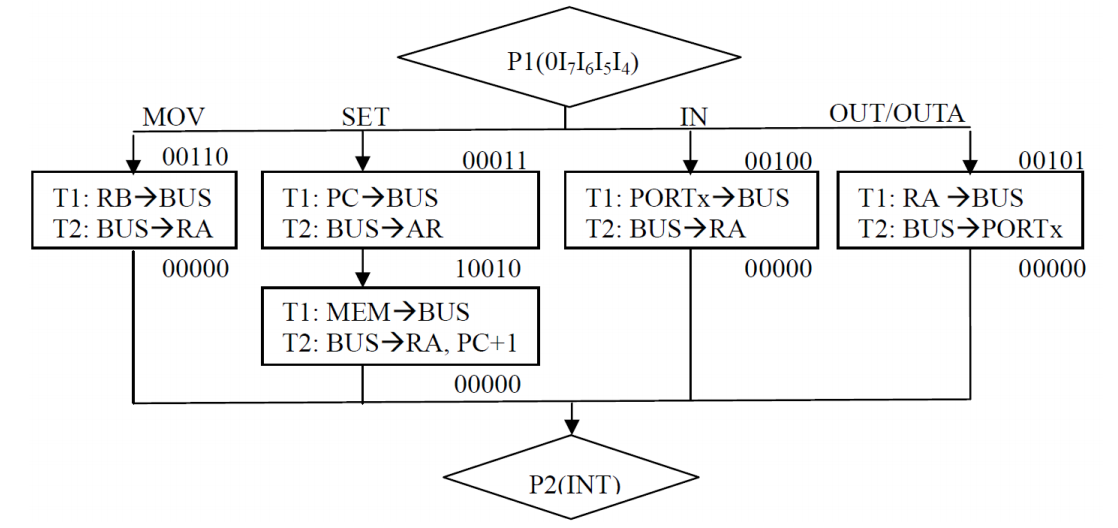 P1(0I₇I₆I₅I₄)
MOV
SET
IN
OUT/OUTA
00110
00011
00100
00101
T1: RB→BUS
T2: BUS→RA
T1: PC→BUS
T2: BUS→AR
T1: PORTx→BUS
T2: BUS→RA
T1: RA →BUS
T2: BUS→PORTx
00000
10010
00000
00000
T1: MEM→BUS
T2: BUS→RA, PC+1
00000
P2(INT)